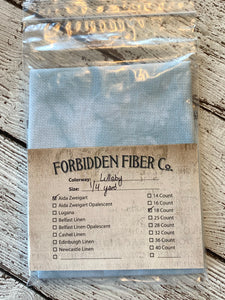 FORBIDDEN FIBER Co.
Colorway: Lullaby
Size: 1/4 yard
Aida Zweigart
Aida Zweigart Opalescent
Lugana
Belfast Linen
Belfast Linen Opalescent
Cashel Linen
Edinburgh Linen
Newcastle Linen
14 Count
16 Count
18 Count
25 Count
28 Count
32 Count
36 Count
40 Count